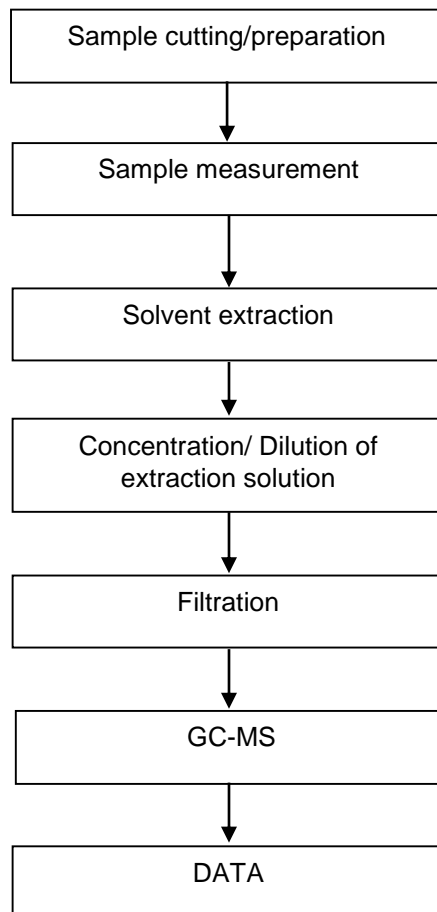 Sample cutting/preparation
Sample measurement
Solvent extraction
Concentration/ Dilution of
extraction solution
Filtration
GC-MS
DATA